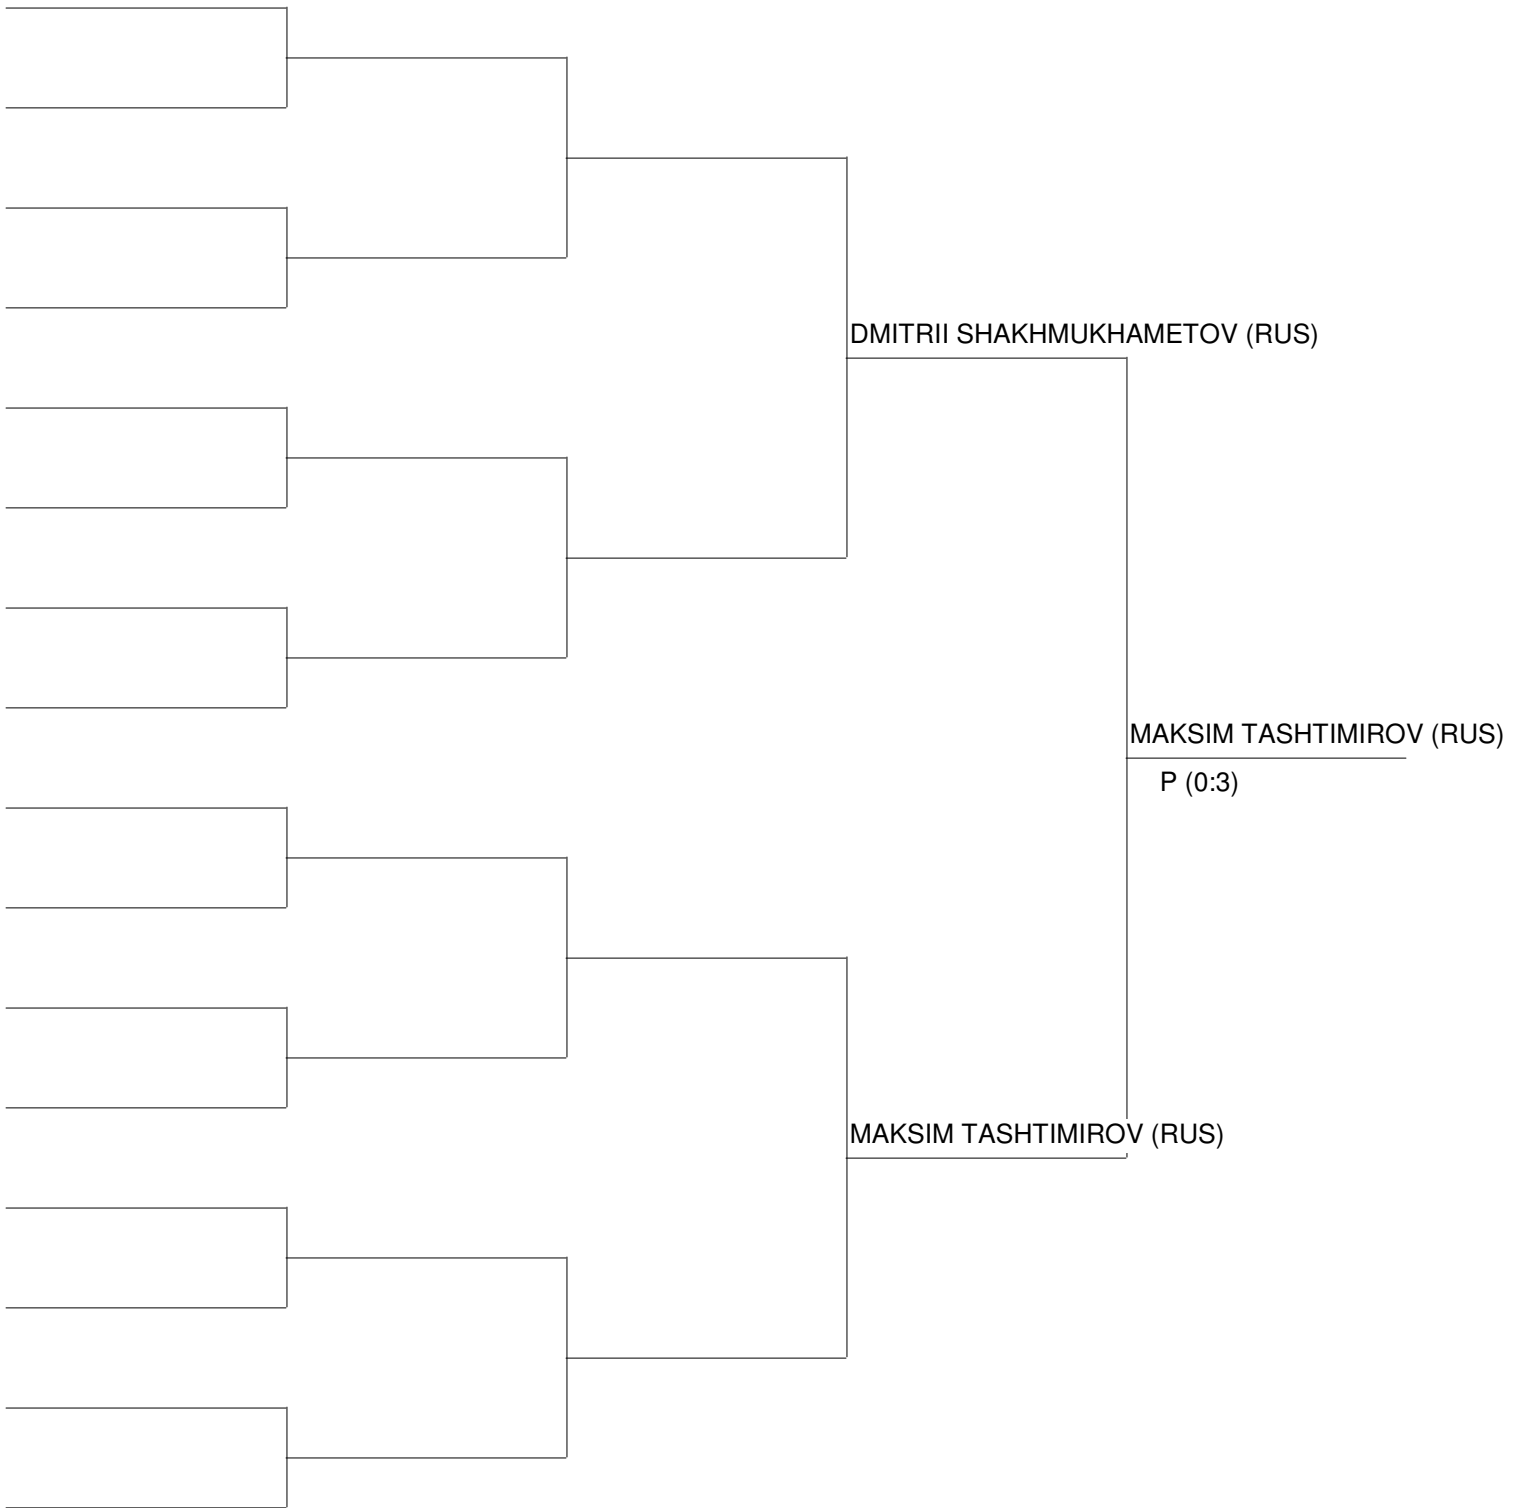 DMITRII SHAKHMUKHAMETOV (RUS)
MAKSIM TASHTIMIROV (RUS)
P (0:3)
MAKSIM TASHTIMIROV (RUS)